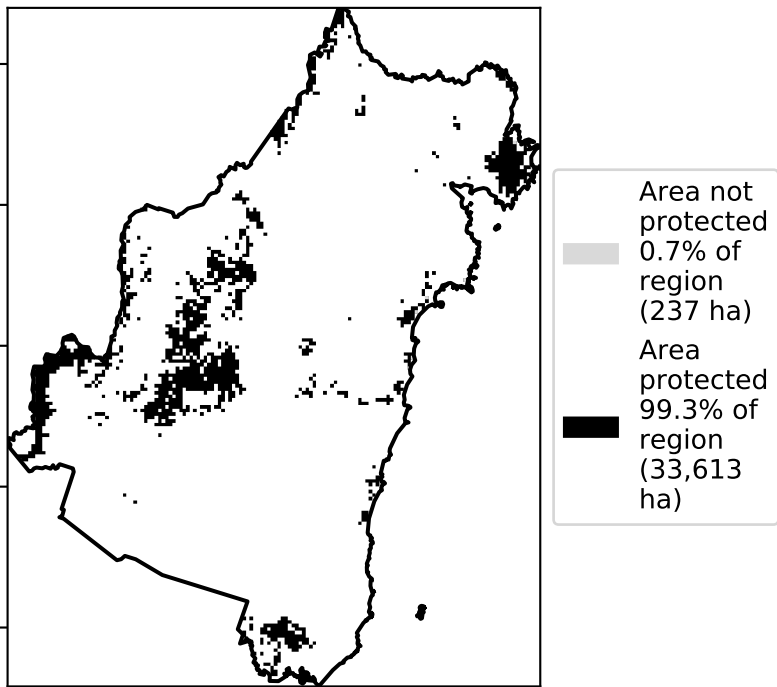 Area not
protected
0.7% of
region
(237 ha)
Area
protected
99.3% of
region
(33,613
ha)